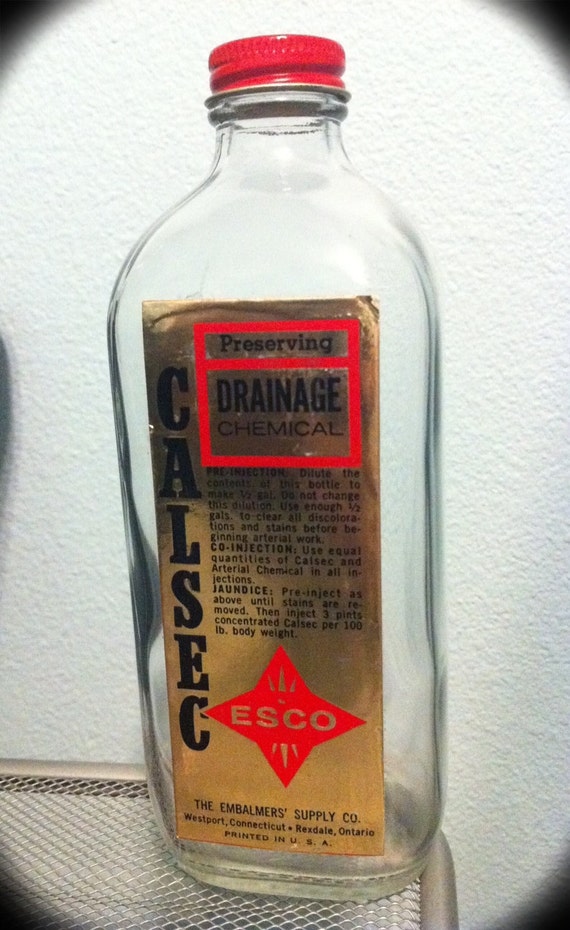 Preserving
DRAINAGE
CHEMICAL
CALSEC
PRE-INJECTION: Dilute the
contents of this bottle to
make ½ gal. Do not change
this dilution. Use enough ½
gals. to clear all discolora-
tions and stains before be-
ginning arterial work.
CO-INJECTION: Use equal
quantities of Calsec and
Arterial Chemical in all in-
jections.
JAUNDICE: Pre-inject as
above until stains are re-
moved. Then inject 3 pints
concentrated Calsec per 100
lb. body weight.
ESCO
THE EMBALMERS' SUPPLY CO.
Westport, Connecticut • Rexdale, Ontario
PRINTED IN U. S. A.